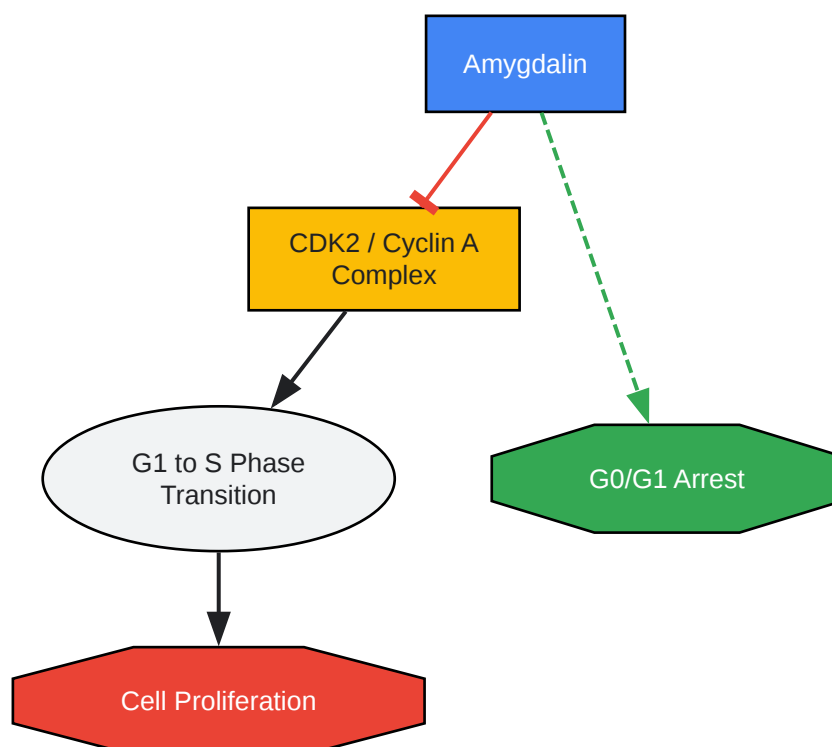 Amygdalin
CDK2 / Cyclin A
Complex
G1 to S Phase
Transition
G0/G1 Arrest
Cell Proliferation